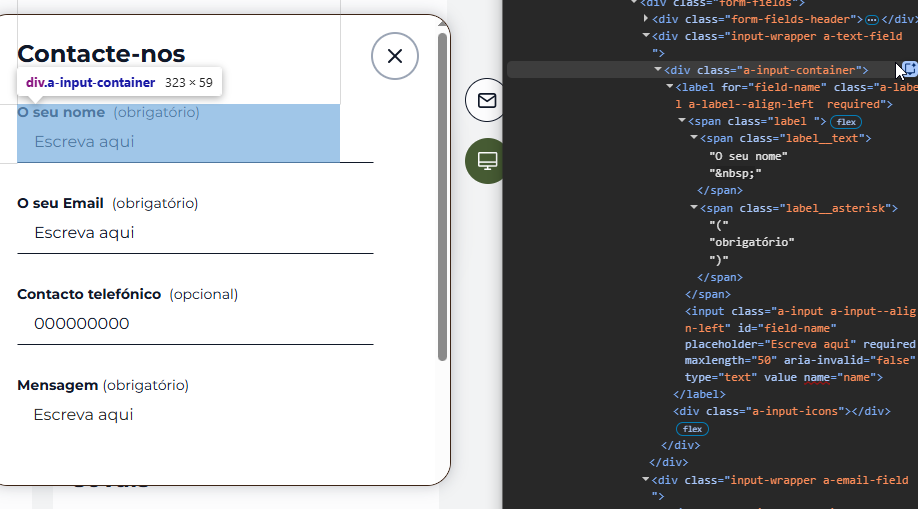 Contacte-nos
div.a-input-container 323 × 59
O seu nome (obrigatório)
Escreva aqui
O seu Email (obrigatório)
Escreva aqui
Contacto telefónico (opcional)
000000000
Mensagem (obrigatório)
Escreva aqui
<div class="form-fields">
<div class="form-fields-header"> ⋯ </div>
<div class="input-wrapper a-text-field
">
<div class="a-input-container">
<label for="field-name" class="a-labe
l a-label--align-left required">
<span class="label "> flex
<span class="label__text">
"O seu nome"
"&nbsp;"
</span>
<span class="label__asterisk">
"("
"obrigatório"
")"
</span>
</span>
<input class="a-input a-input--alig
n-left" id="field-name"
placeholder="Escreva aqui" required
maxlength="50" aria-invalid="false"
type="text" value name="name">
</label>
<div class="a-input-icons"></div>
flex
</div>
</div>
<div class="input-wrapper a-email-field
">